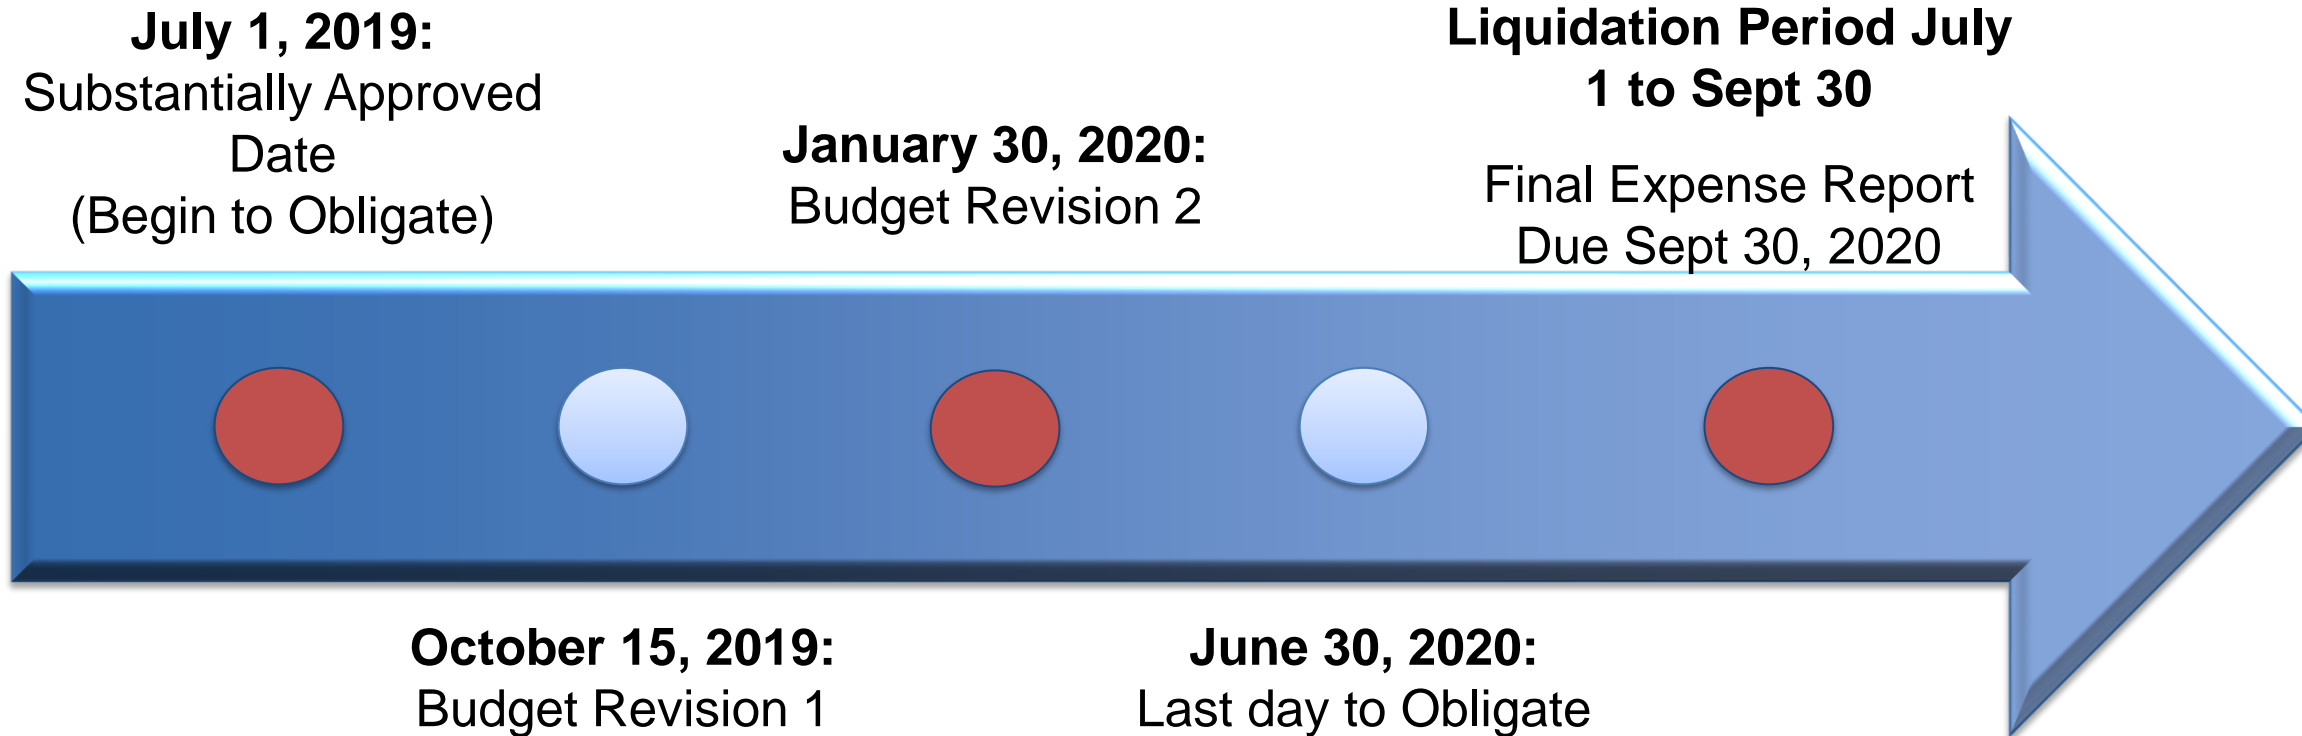 July 1, 2019:
Substantially Approved
Date
(Begin to Obligate)
October 15, 2019:
Budget Revision 1
January 30, 2020:
Budget Revision 2
June 30, 2020:
Last day to Obligate
Liquidation Period July
1 to Sept 30
Final Expense Report
Due Sept 30, 2020